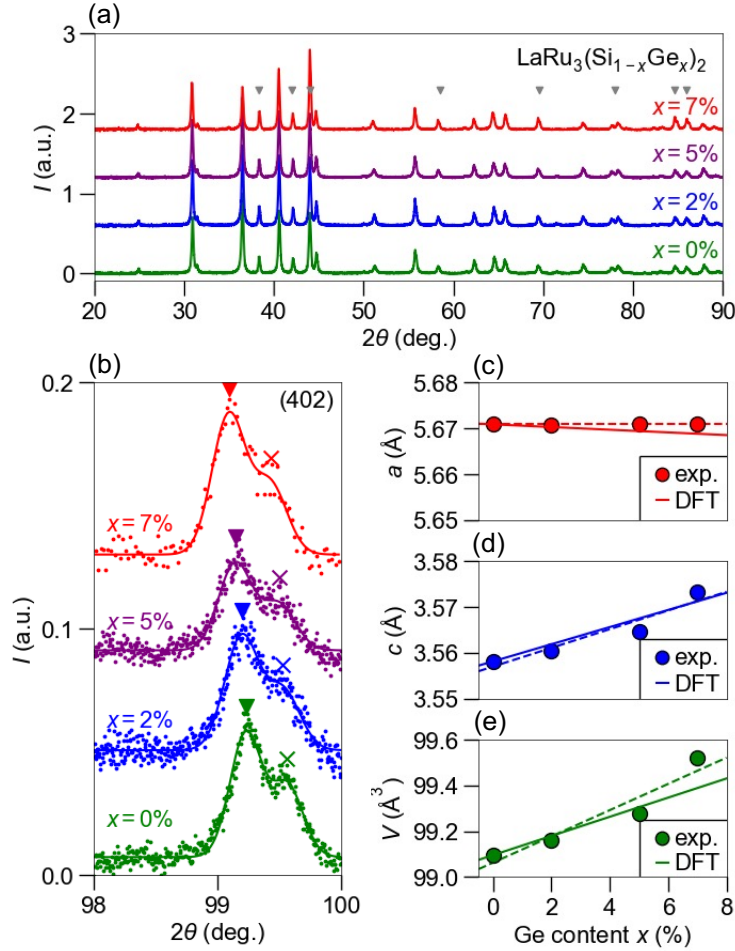 (a)
3
2
1
0
I (a.u.)
LaRu₃(Si₁₋ₓGeₓ)₂
x = 7%
x = 5%
x = 2%
x = 0%
20 30 40 50 60 70 80 90
2θ (deg.)
(b)
0.2
0.1
0.0
I (a.u.)
(402)
x = 7%
x = 5%
x = 2%
x = 0%
98 99 100
2θ (deg.)
(c)
5.68
5.67
5.66
5.65
a (Å)
exp.
DFT
(d)
3.58
3.57
3.56
3.55
c (Å)
exp.
DFT
(e)
99.6
99.4
99.2
99.0
V (Å³)
exp.
DFT
0 2 4 6 8
Ge content x (%)